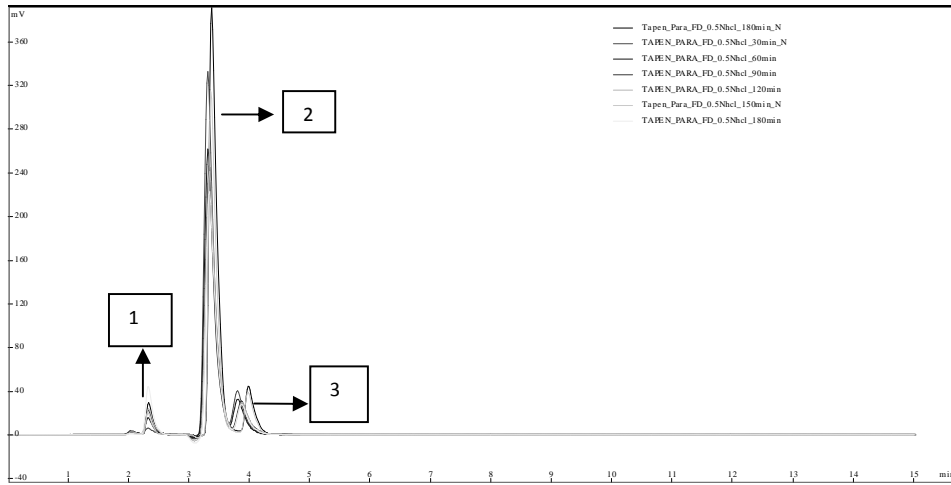 mV
Tapen_Para_FD_0.5Nhcl_180min_N
TAPEN_PARA_FD_0.5Nhcl_30min_N
TAPEN_PARA_FD_0.5Nhcl_60min
TAPEN_PARA_FD_0.5Nhcl_90min
TAPEN_PARA_FD_0.5Nhcl_120min
Tapen_Para_FD_0.5Nhcl_150min_N
TAPEN_PARA_FD_0.5Nhcl_180min
360
320
280
240
200
160
120
80
40
0
-40
2
1
3
1 2 3 4 5 6 7 8 9 10 11 12 13 14 15 min